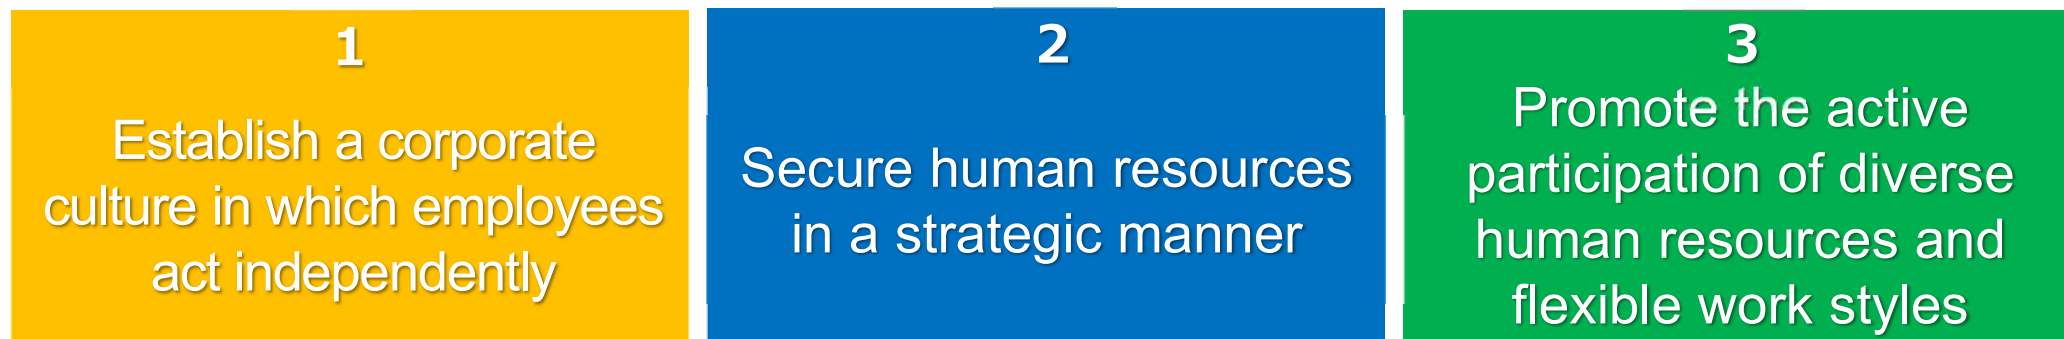 1
Establish a corporate
culture in which employees
act independently
2
Secure human resources
in a strategic manner
3
Promote the active
participation of diverse
human resources and
flexible work styles